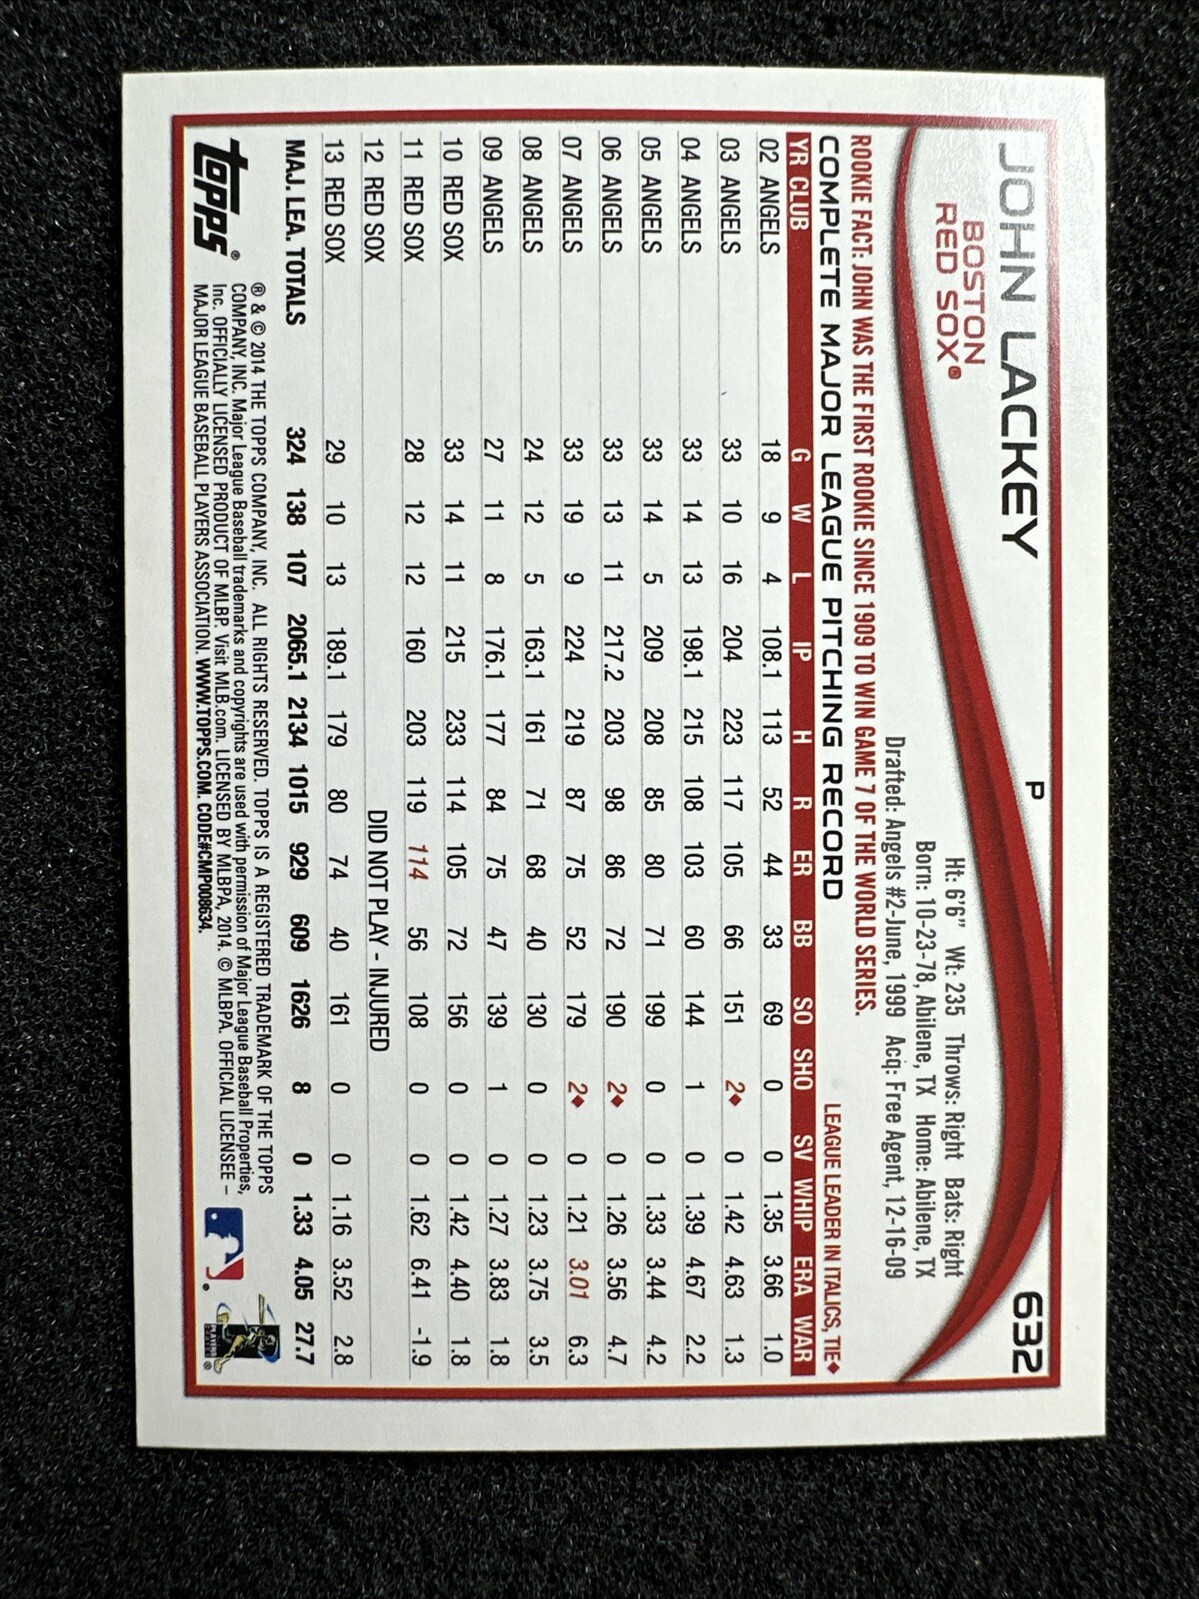 JOHN LACKEY P 632
BOSTON
RED SOX®
Ht: 6'6" Wt: 235 Throws: Right Bats: Right
Born: 10-23-78, Abilene, TX Home: Abilene, TX
Drafted: Angels #2-June, 1999 Acq: Free Agent, 12-16-09
ROOKIE FACT: JOHN WAS THE FIRST ROOKIE SINCE 1909 TO WIN GAME 7 OF THE WORLD SERIES.
COMPLETE MAJOR LEAGUE PITCHING RECORD LEAGUE LEADER IN ITALICS, TIE♦
YR CLUB G W L IP H R ER BB SO SHO SV WHIP ERA WAR
02 ANGELS 18 9 4 108.1 113 52 44 33 69 0 0 1.35 3.66 1.0
03 ANGELS 33 10 16 204 223 117 105 66 151 2♦ 0 1.42 4.63 1.3
04 ANGELS 33 14 13 198.1 215 108 103 60 144 1 0 1.39 4.67 2.2
05 ANGELS 33 14 5 209 208 85 80 71 199 0 0 1.33 3.44 4.2
06 ANGELS 33 13 11 217.2 203 98 86 72 190 2♦ 0 1.26 3.56 4.7
07 ANGELS 33 19 9 224 219 87 75 52 179 2♦ 0 1.21 3.01 6.3
08 ANGELS 24 12 5 163.1 161 71 68 40 130 0 0 1.23 3.75 3.5
09 ANGELS 27 11 8 176.1 177 84 75 47 139 1 0 1.27 3.83 1.8
10 RED SOX 33 14 11 215 233 114 105 72 156 0 0 1.42 4.40 1.8
11 RED SOX 28 12 12 160 203 119 114 56 108 0 0 1.62 6.41 -1.9
12 RED SOX DID NOT PLAY - INJURED
13 RED SOX 29 10 13 189.1 179 80 74 40 161 0 0 1.16 3.52 2.8
MAJ. LEA. TOTALS 324 138 107 2065.1 2134 1015 929 609 1626 8 0 1.33 4.05 27.7
topps®
® & © 2014 THE TOPPS COMPANY, INC. ALL RIGHTS RESERVED. TOPPS IS A REGISTERED TRADEMARK OF THE TOPPS
COMPANY, INC. Major League Baseball trademarks and copyrights are used with permission of Major League Baseball Properties,
Inc. OFFICIALLY LICENSED PRODUCT OF MLBP. Visit MLB.com. LICENSED BY MLBPA, 2014. © MLBPA. OFFICIAL LICENSEE –
MAJOR LEAGUE BASEBALL PLAYERS ASSOCIATION. WWW.TOPPS.COM. CODE#CMP008634.
PLAYERS